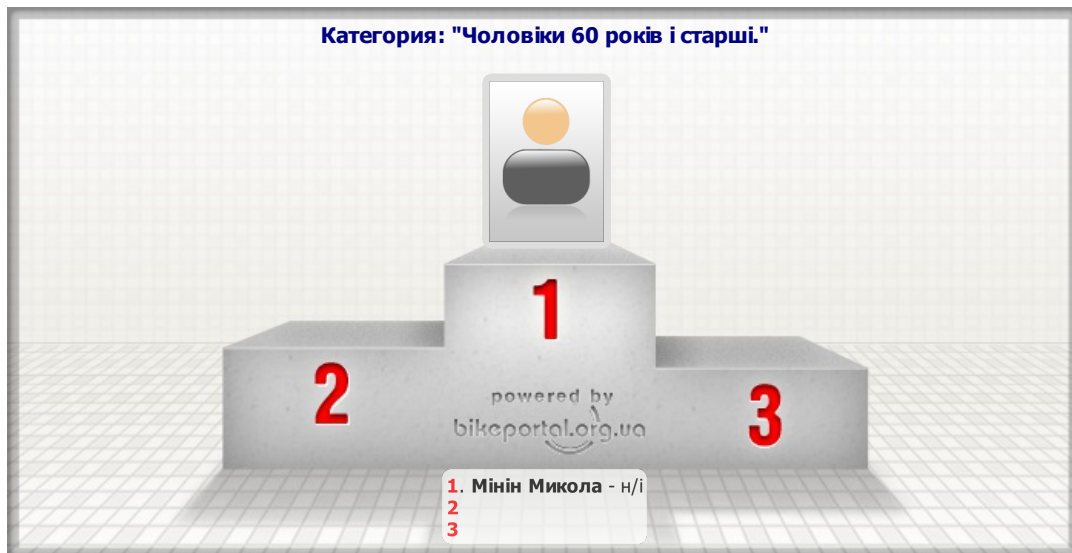 Категория: "Чоловіки 60 років і старші."
1
2
3
powered by
bikeportal.org.ua
1. Мінін Микола - н/і
2
3